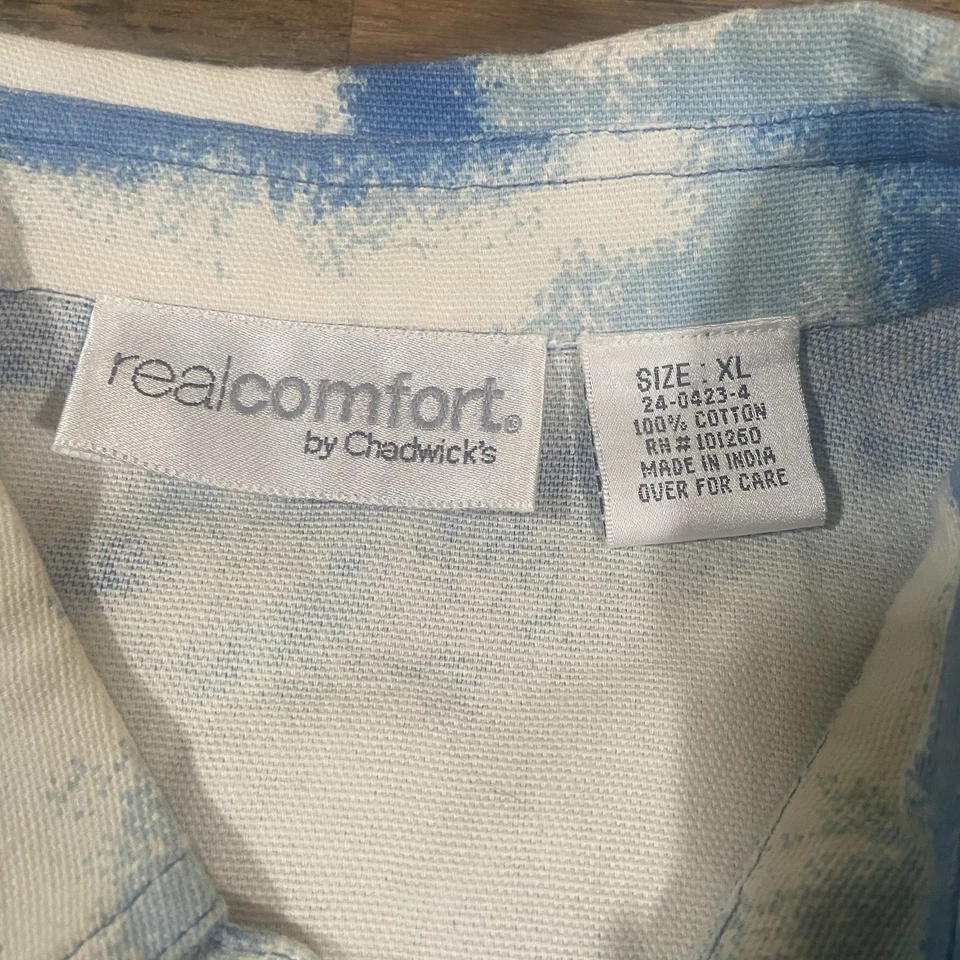 realcomfort®
by Chadwick's
SIZE : XL
24-0423-4
100% COTTON
RN # 101260
MADE IN INDIA
OVER FOR CARE